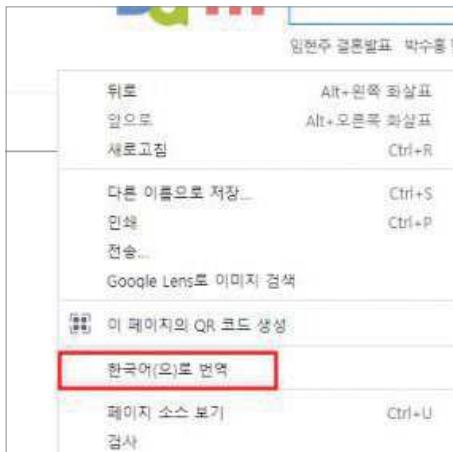 임현주 결혼발표 박수홍
뒤로 Alt+왼쪽 화살표
앞으로 Alt+오른쪽 화살표
새로고침 Ctrl+R
다른 이름으로 저장... Ctrl+S
인쇄 Ctrl+P
전송...
Google Lens로 이미지 검색
이 페이지의 QR 코드 생성
한국어(으)로 번역
페이지 소스 보기 Ctrl+U
검사